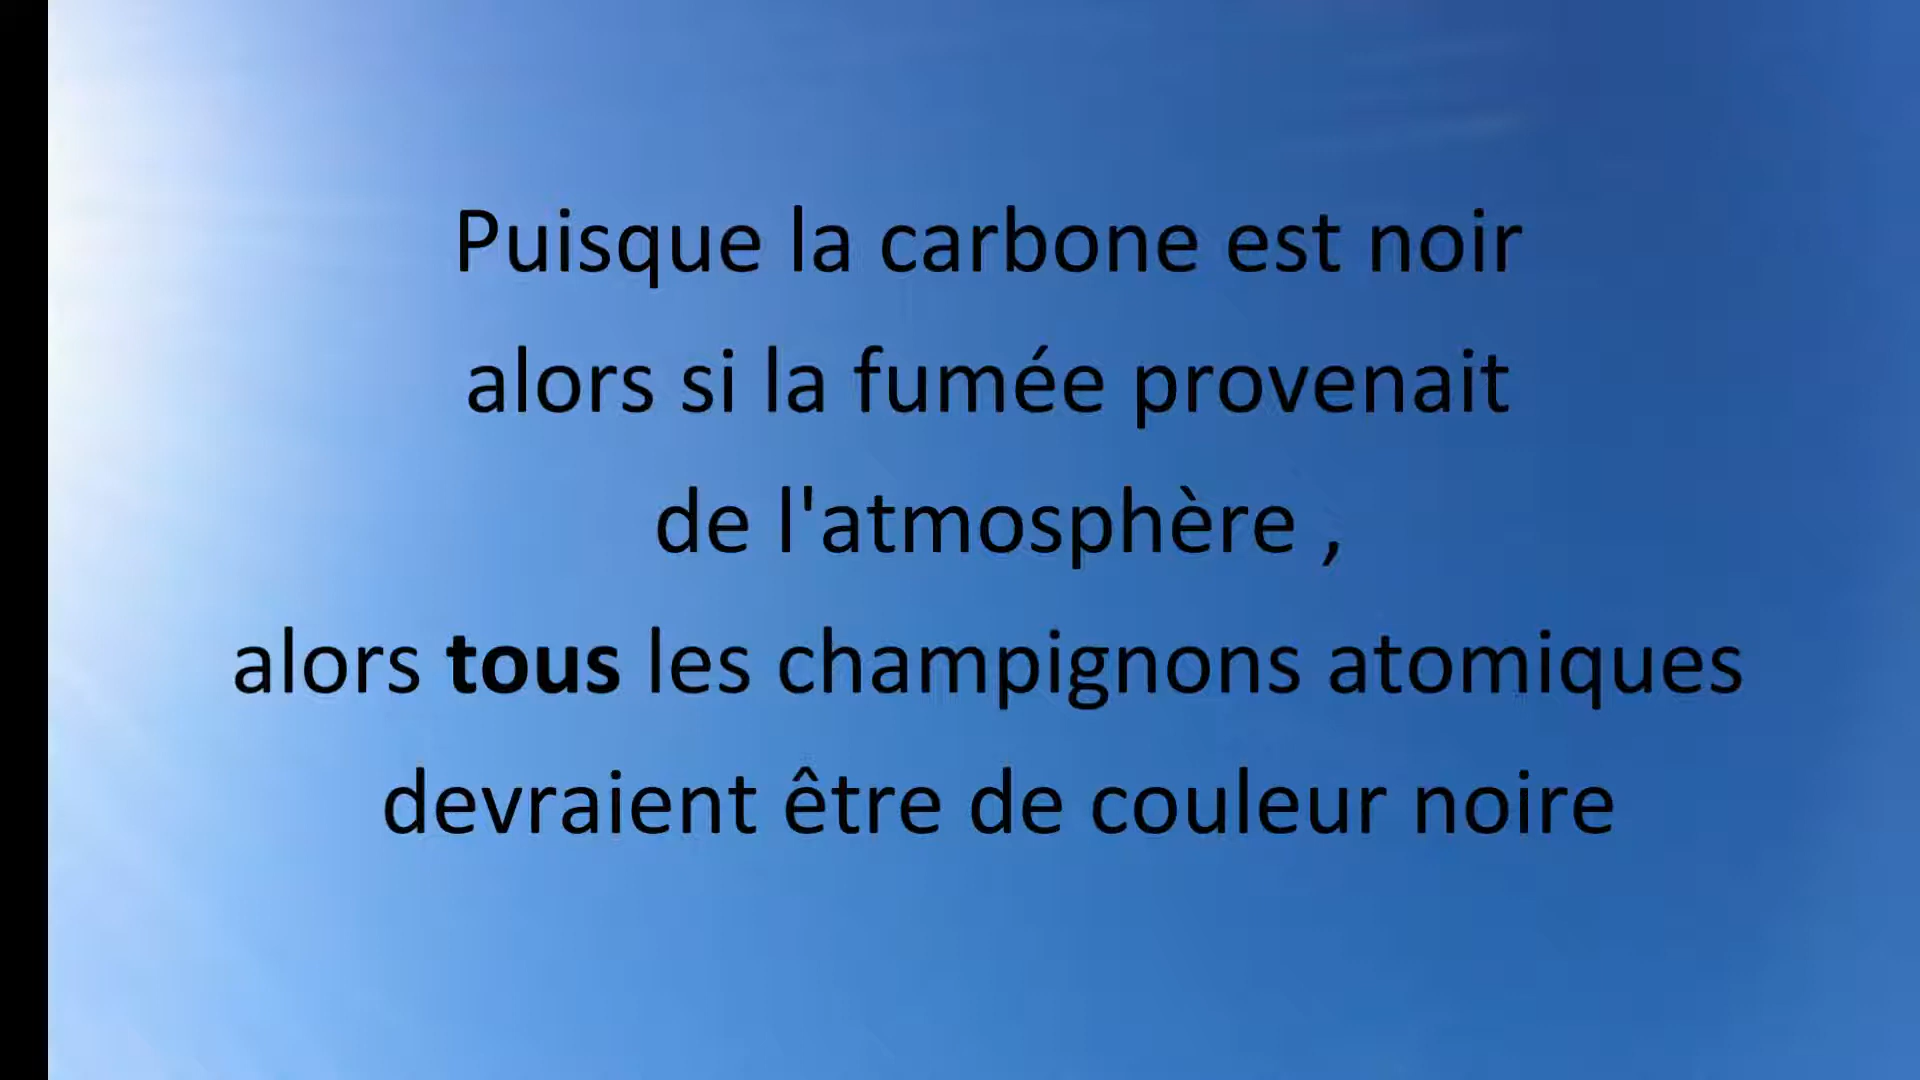 Puisque la carbone est noir
alors si la fumée provenait
de l'atmosphère ,
alors tous les champignons atomiques
devraient être de couleur noire